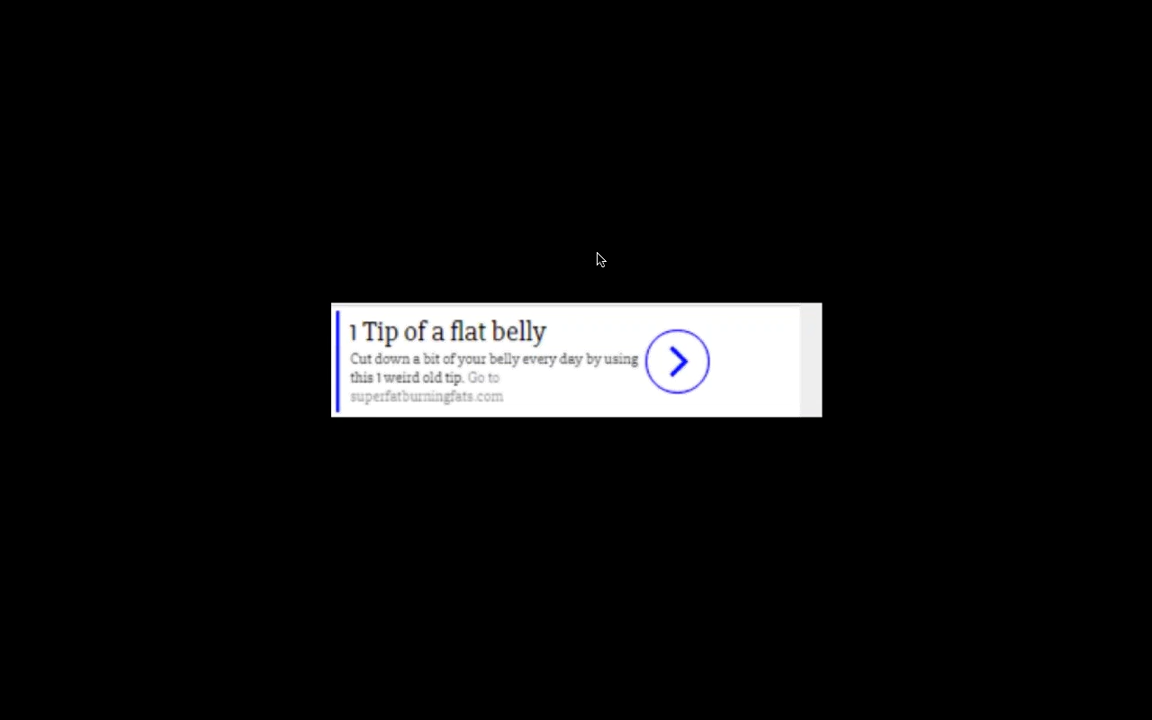 1 Tip of a flat belly
Cut down a bit of your belly every day by using
this 1 weird old tip. Go to
superfatburningfats.com